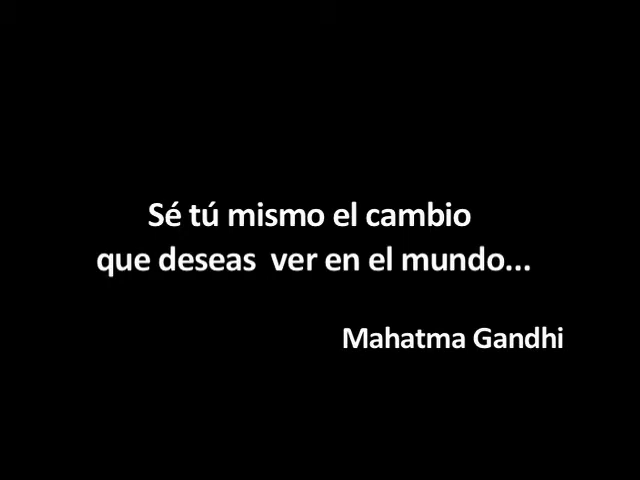 Sé tú mismo el cambio
que deseas  ver en el mundo...
Mahatma Gandhi